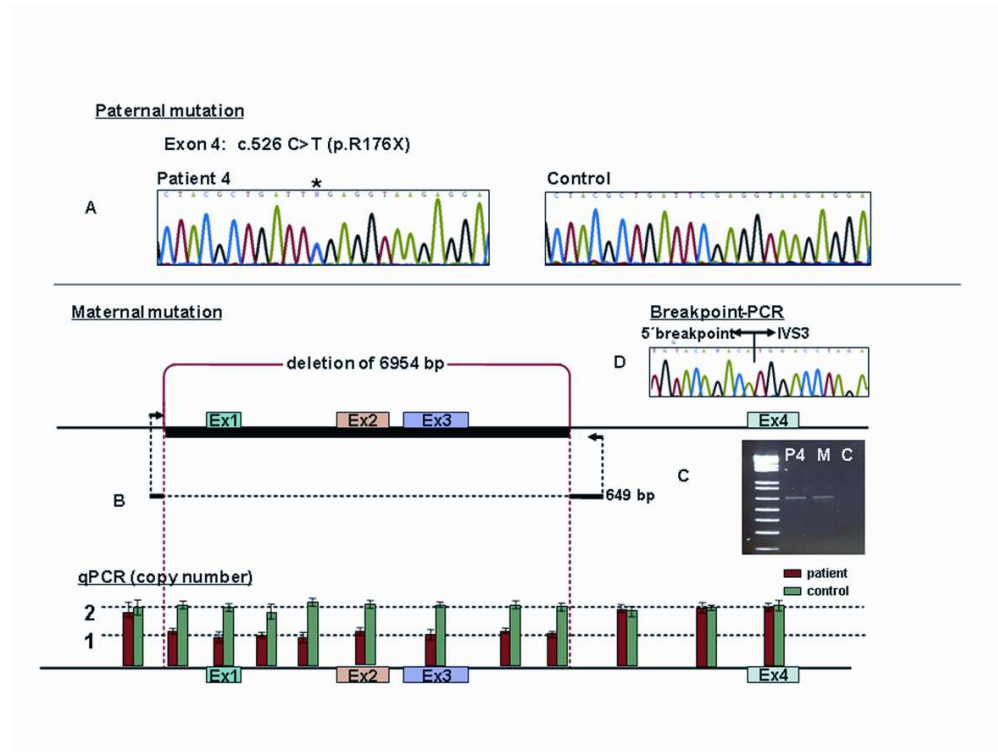 Paternal mutation
Exon 4: c.526 C>T (p.R176X)
Patient 4
*
Control
A
C T A C G C T G A T T N G A G G T A A G A G G A
C T A C G C T G A T T C G A G G T A A G A G G A
Maternal mutation
Breakpoint-PCR
5´breakpoint
IVS3
D
deletion of 6954 bp
Ex1
Ex2
Ex3
Ex4
P4 M C
C
B
649 bp
qPCR (copy number)
patient
control
2
1
Ex1
Ex2
Ex3
Ex4